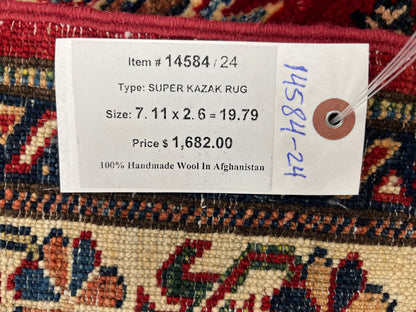 Item # 14584 / 24
Type: SUPER KAZAK RUG
Size: 7. 11 x 2. 6 = 19.79
Price $ 1,682.00
100% Handmade Wool In Afghanistan
14584-24